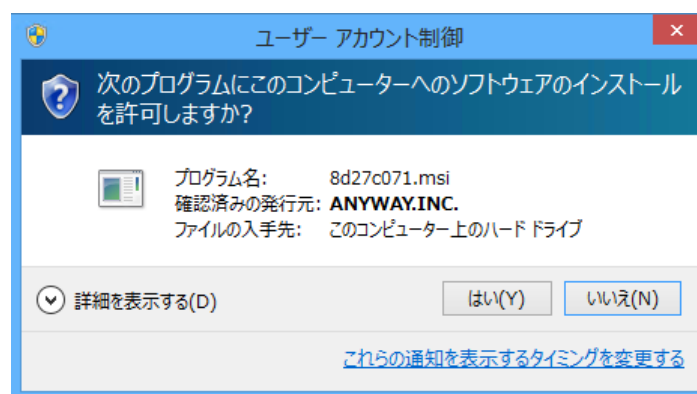 ユーザー アカウント制御
次のプログラムにこのコンピューターへのソフトウェアのインストール
を許可しますか?
プログラム名: 8d27c071.msi
確認済みの発行元: ANYWAY.INC.
ファイルの入手先: このコンピューター上のハード ドライブ
詳細を表示する(D) はい(Y) いいえ(N)
これらの通知を表示するタイミングを変更する